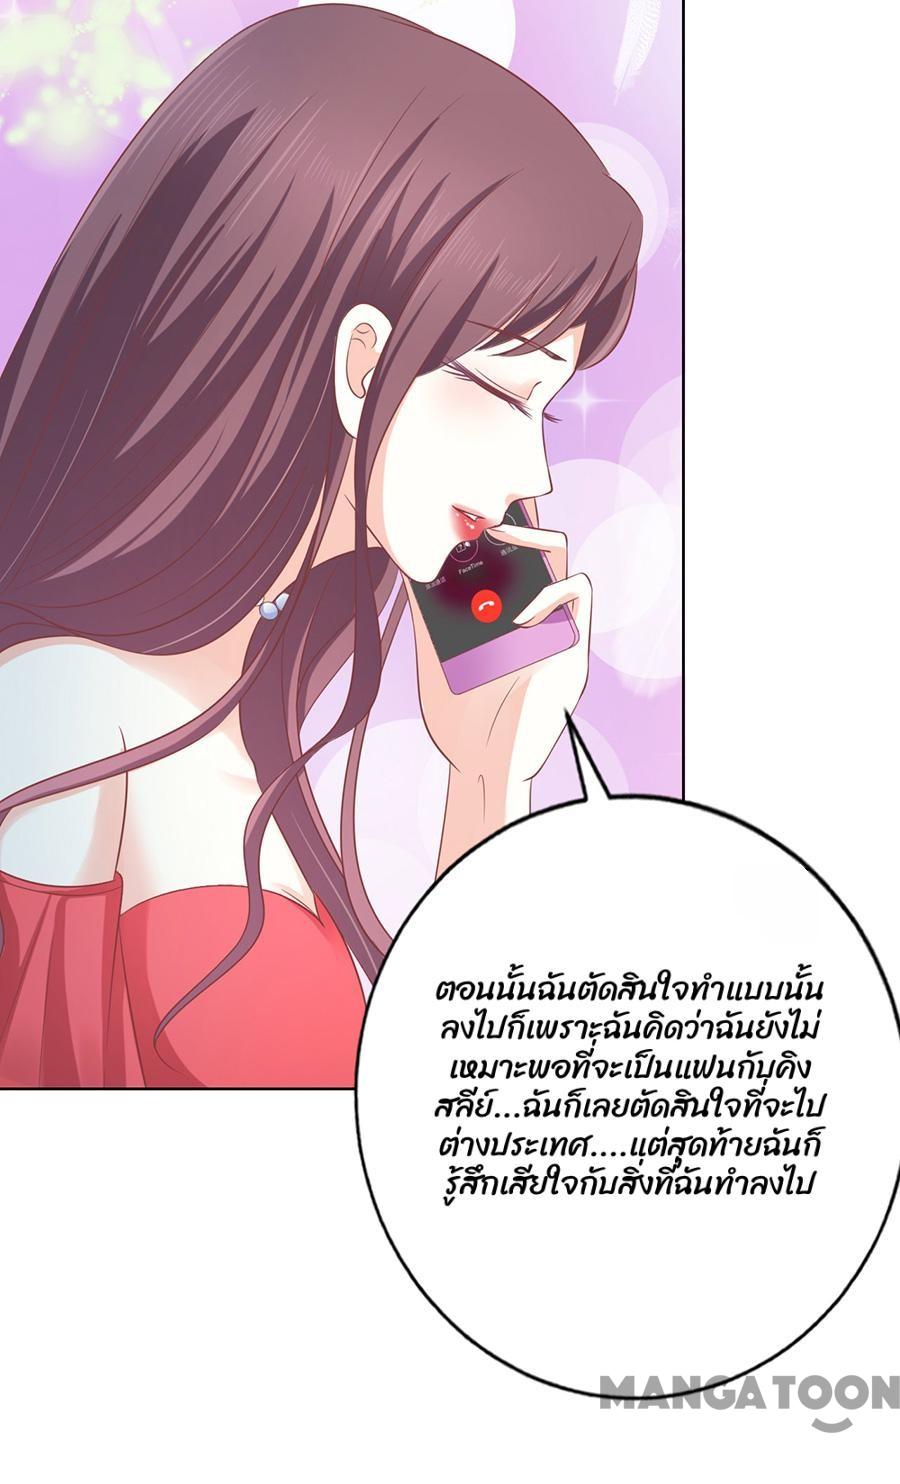 FaceTime
ตอนนั้นฉันตัดสินใจทำแบบนั้น
ลงไปก็เพราะฉันคิดว่าฉันยังไม่
เหมาะพอที่จะเป็นแฟนกับคิง
สลีย์...ฉันก็เลยตัดสินใจที่จะไป
ต่างประเทศ....แต่สุดท้ายฉันก็
รู้สึกเสียใจกับสิ่งที่ฉันทำลงไป
MANGATOON